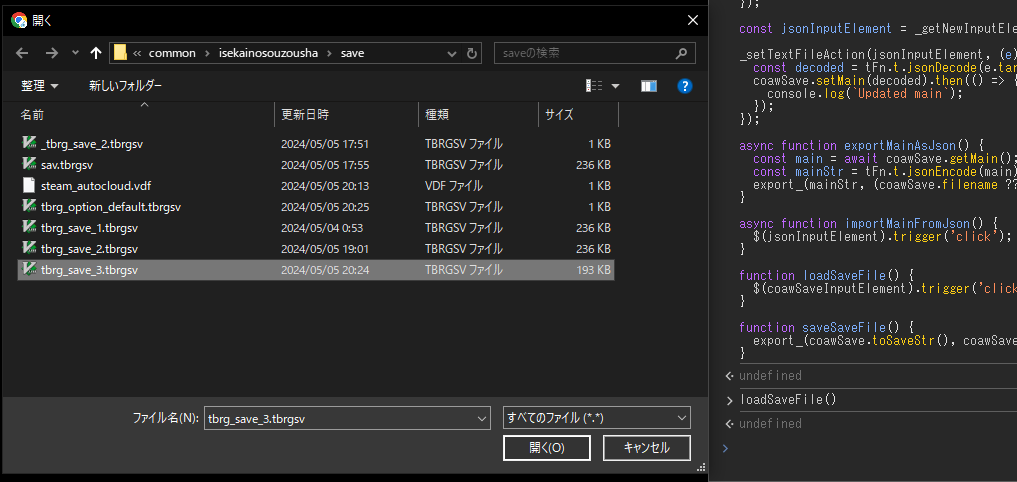 開く
« common › isekainosouzousha › save
saveの検索
整理
新しいフォルダー
名前
更新日時
種類
サイズ
_tbrg_save_2.tbrgsv 2024/05/05 17:51 TBRGSV ファイル 1 KB
sav.tbrgsv 2024/05/05 17:55 TBRGSV ファイル 236 KB
steam_autocloud.vdf 2024/05/05 20:13 VDF ファイル 1 KB
tbrg_option_default.tbrgsv 2024/05/05 20:25 TBRGSV ファイル 1 KB
tbrg_save_1.tbrgsv 2024/05/04 0:53 TBRGSV ファイル 236 KB
tbrg_save_2.tbrgsv 2024/05/05 19:01 TBRGSV ファイル 236 KB
tbrg_save_3.tbrgsv 2024/05/05 20:24 TBRGSV ファイル 193 KB
ファイル名(N): tbrg_save_3.tbrgsv
すべてのファイル (*.*)
開く(O)
キャンセル
});
const jsonInputElement = _getNewInputEl
_setTextFileAction(jsonInputElement, (e)
const decoded = tFn.t.jsonDecode(e.tar
coawSave.setMain(decoded).then(() => {
console.log(`Updated main`);
});
});
async function exportMainAsJson() {
const main = await coawSave.getMain();
const mainStr = tFn.t.jsonEncode(main)
export_(mainStr, (coawSave.filename ??
}
async function importMainFromJson() {
$(jsonInputElement).trigger('click');
}
function loadSaveFile() {
$(coawSaveInputElement).trigger('click
}
function saveSaveFile() {
export_(coawSave.toSaveStr(), coawSave
}
undefined
loadSaveFile()
undefined